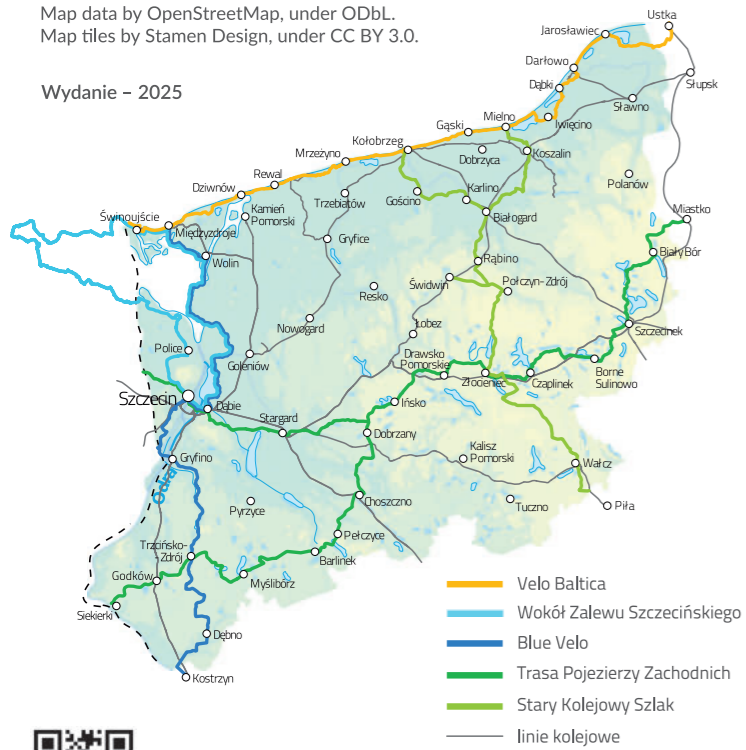 Map data by OpenStreetMap, under ODbL.
Map tiles by Stamen Design, under CC BY 3.0.
Wydanie – 2025
Ustka
Jarosławiec
Darłowo
Słupsk
Dąbki
Sławno
Mielno
Iwięcino
Gąski
Kołobrzeg
Koszalin
Dobrzyca
Mrzeżyno
Rewal
Polanów
Dziwnów
Trzebiatów
Gościno
Karlino
Kamień
Pomorski
Białogard
Miastko
Świnoujście
Międzyzdroje
Gryfice
Biały Bór
Wolin
Rąbino
Świdwin
Połczyn-Zdrój
Resko
Nowogard
Łobez
Szczecinek
Police
Goleniów
Drawsko
Pomorskie
Złocieniec
Czaplinek
Borne
Sulinowo
Szczecin
Dąbie
Ińsko
Stargard
Dobrzany
Gryfino
Kalisz
Pomorski
Wałcz
Odra
Pyrzyce
Choszczno
Tuczno
Piła
Pełczyce
Trzcińsko-
Zdrój
Barlinek
Godków
Myślibórz
Siekierki
Dębno
Kostrzyn
Velo Baltica
Wokół Zalewu Szczecińskiego
Blue Velo
Trasa Pojezierzy Zachodnich
Stary Kolejowy Szlak
linie kolejowe